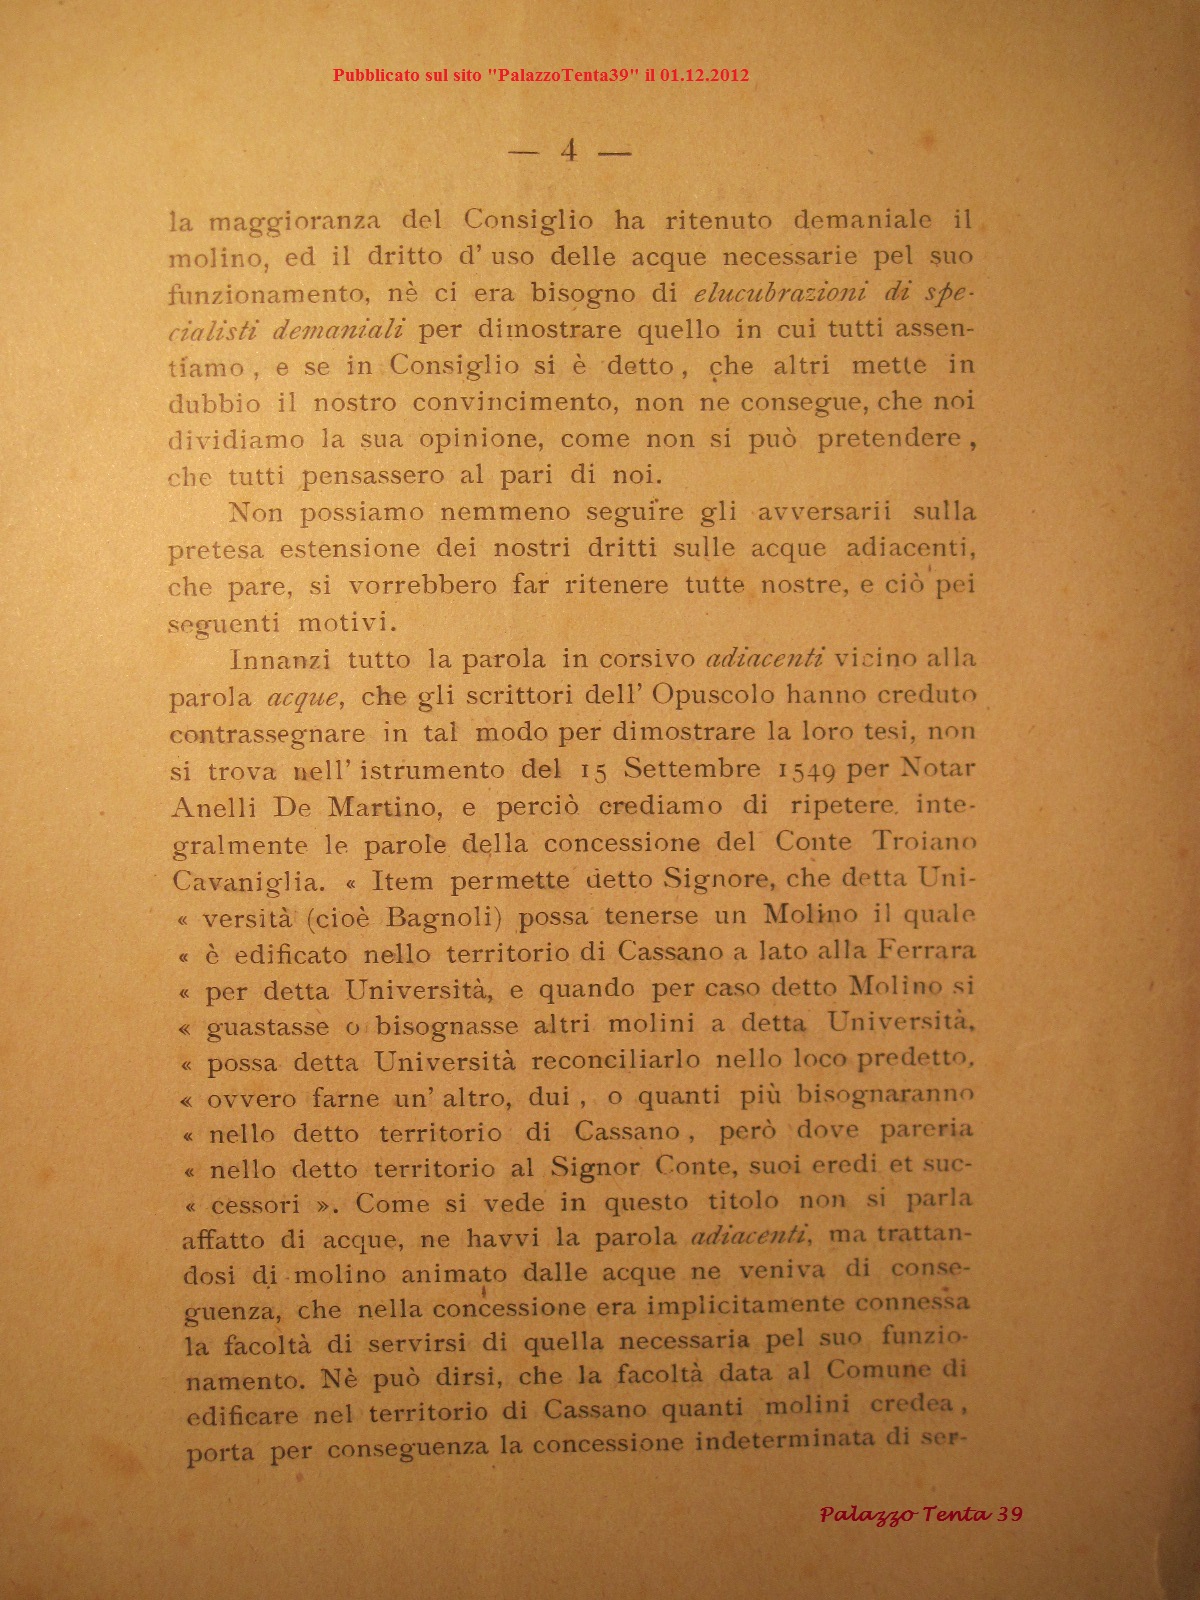 Pubblicato sul sito "PalazzoTenta39" il 01.12.2012
— 4 —
la maggioranza del Consiglio ha ritenuto demaniale il
molino, ed il dritto d' uso delle acque necessarie pel suo
funzionamento, nè ci era bisogno di elucubrazioni di spe-
cialisti demaniali per dimostrare quello in cui tutti assen-
tiamo, e se in Consiglio si è detto, che altri mette in
dubbio il nostro convincimento, non ne consegue, che noi
dividiamo la sua opinione, come non si può pretendere,
che tutti pensassero al pari di noi.
Non possiamo nemmeno seguire gli avversarii sulla
pretesa estensione dei nostri dritti sulle acque adiacenti,
che pare, si vorrebbero far ritenere tutte nostre, e ciò pei
seguenti motivi.
Innanzi tutto la parola in corsivo adiacenti vicino alla
parola acque, che gli scrittori dell' Opuscolo hanno creduto
contrassegnare in tal modo per dimostrare la loro tesi, non
si trova nell' istrumento del 15 Settembre 1549 per Notar
Anelli De Martino, e perciò crediamo di ripetere inte-
gralmente le parole della concessione del Conte Troiano
Cavaniglia. « Item permette detto Signore, che detta Uni-
« versità (cioè Bagnoli) possa tenerse un Molino il quale
« è edificato nello territorio di Cassano a lato alla Ferrara
« per detta Università, e quando per caso detto Molino si
« guastasse o bisognasse altri molini a detta Università,
« possa detta Università reconciliarlo nello loco predetto,
« ovvero farne un' altro, dui, o quanti più bisognaranno
« nello detto territorio di Cassano, però dove pareria
« nello detto territorio al Signor Conte, suoi eredi et suc-
« cessori ». Come si vede in questo titolo non si parla
affatto di acque, ne havvi la parola adiacenti, ma trattan-
dosi di molino animato dalle acque ne veniva di conse-
guenza, che nella concessione era implicitamente connessa
la facoltà di servirsi di quella necessaria pel suo funzio-
namento. Nè può dirsi, che la facoltà data al Comune di
edificare nel territorio di Cassano quanti molini credea,
porta per conseguenza la concessione indeterminata di ser-
Palazzo Tenta 39